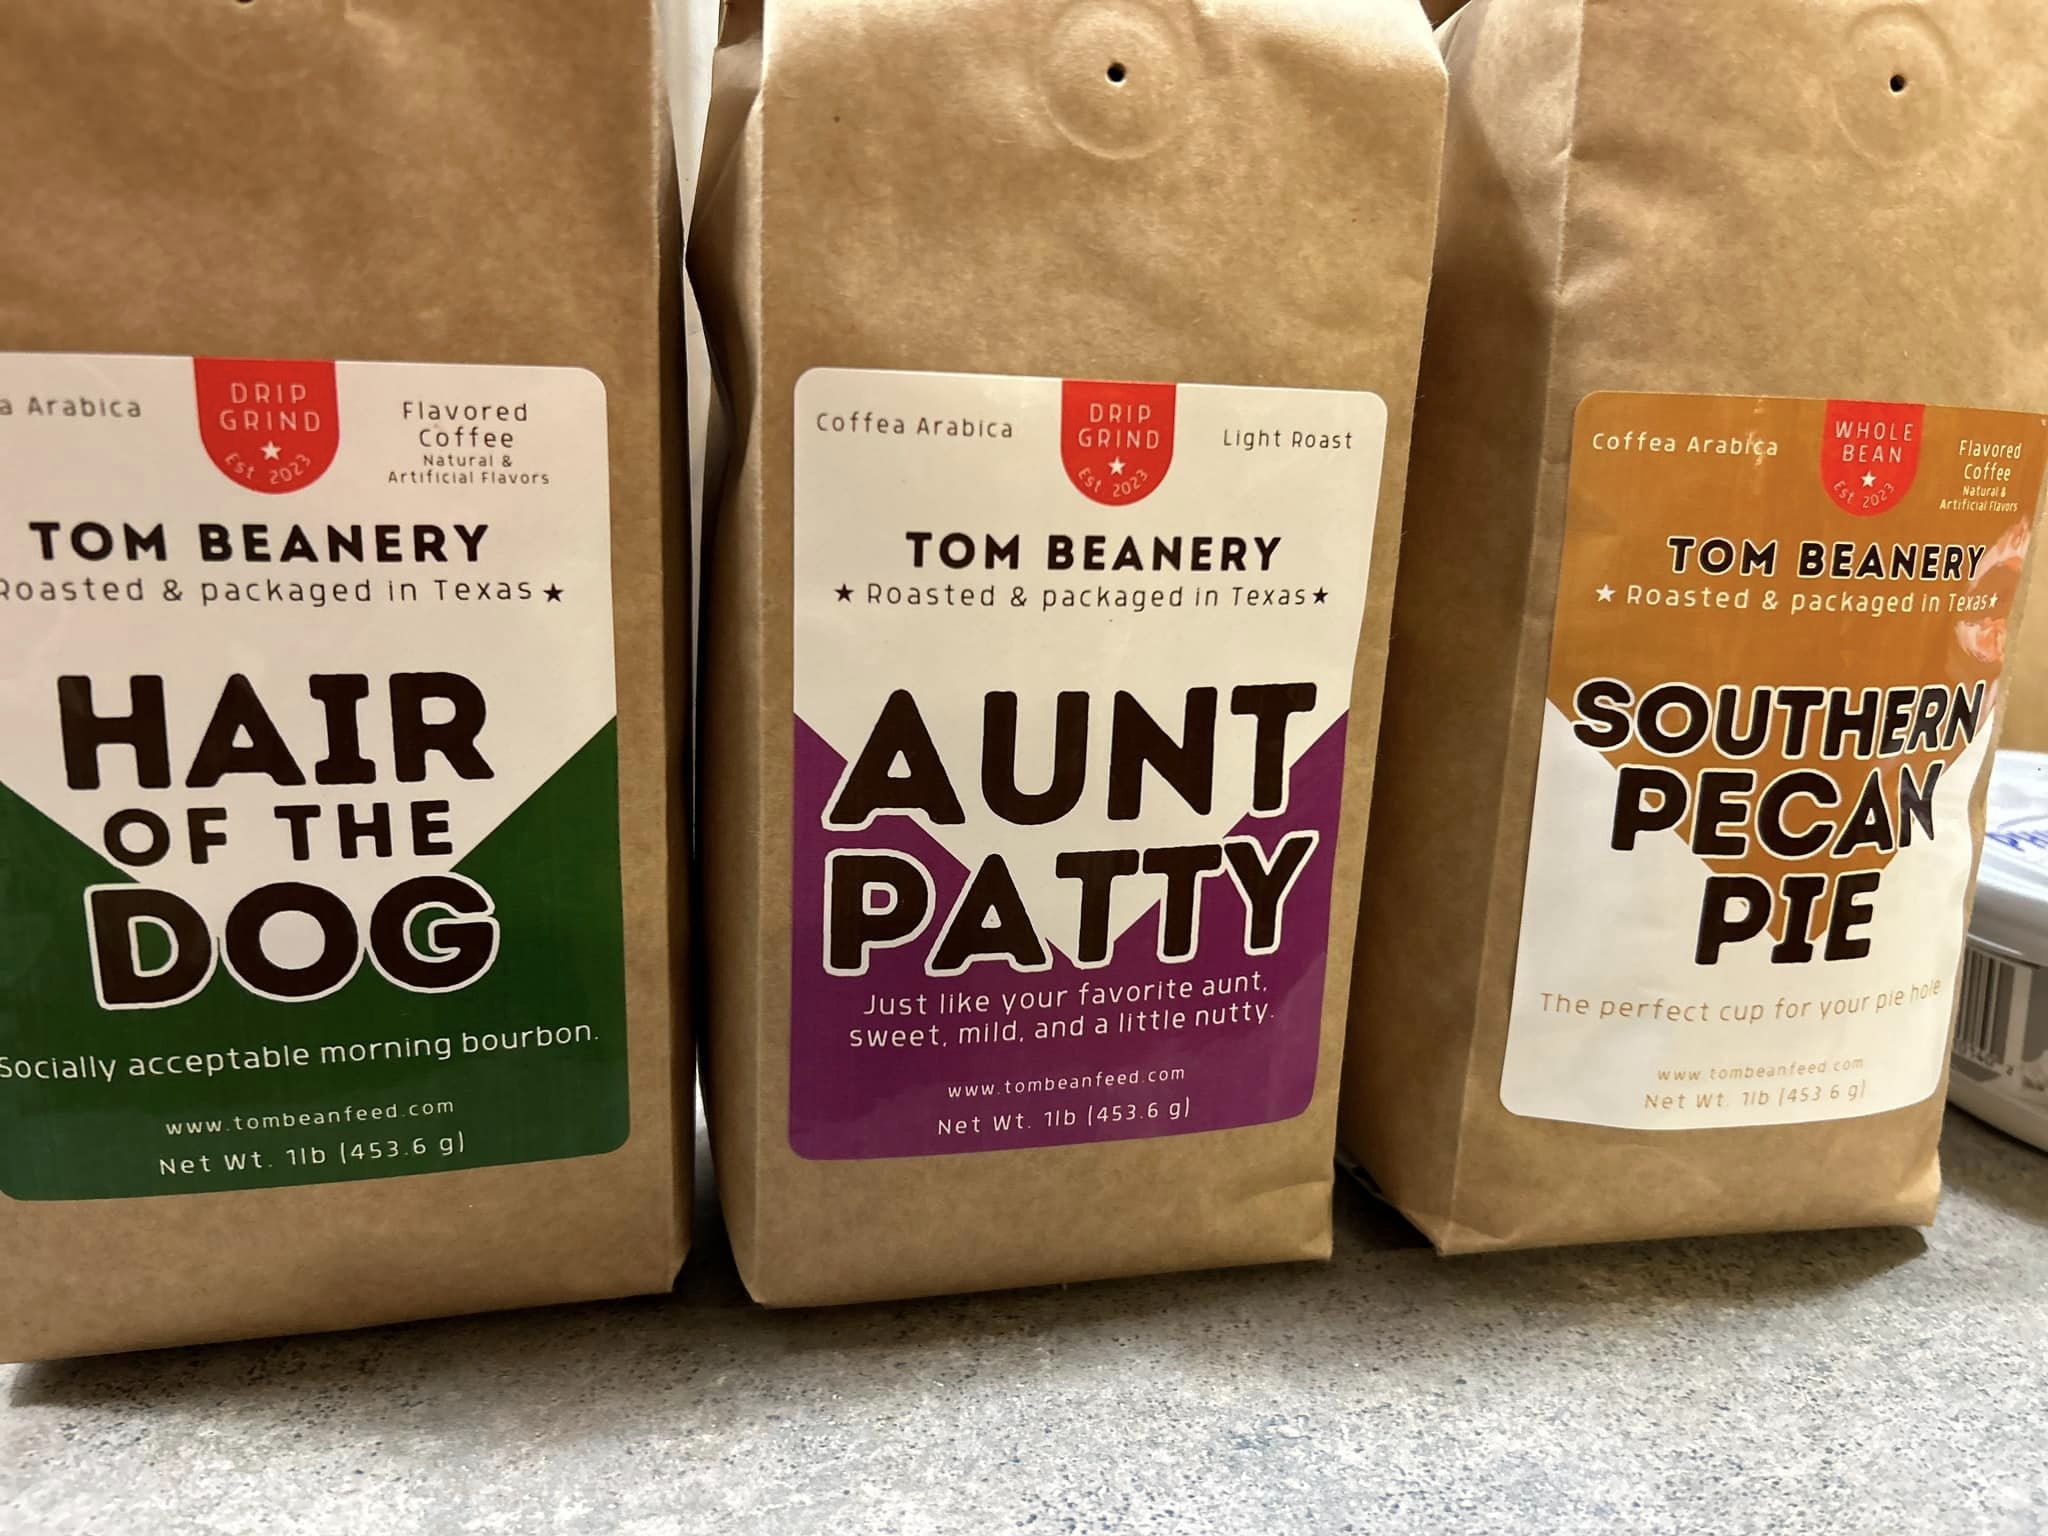 a Arabica
DRIP
GRIND
Est 2023
Flavored
Coffee
Natural &
Artificial Flavors
TOM BEANERY
Roasted & packaged in Texas ★
HAIR
OF THE
DOG
Socially acceptable morning bourbon.
www.tombeanfeed.com
Net Wt. 1lb (453.6 g)
Coffea Arabica
DRIP
GRIND
Est 2023
Light Roast
TOM BEANERY
★ Roasted & packaged in Texas ★
AUNT
PATTY
Just like your favorite aunt,
sweet, mild, and a little nutty.
www.tombeanfeed.com
Net Wt. 1lb (453.6 g)
Coffea Arabica
WHOLE
BEAN
Est 2023
Flavored
Coffee
Natural &
Artificial Flavors
TOM BEANERY
★ Roasted & packaged in Texas ★
SOUTHERN
PECAN
PIE
The perfect cup for your pie hole
www.tombeanfeed.com
Net Wt. 1lb (453.6 g)